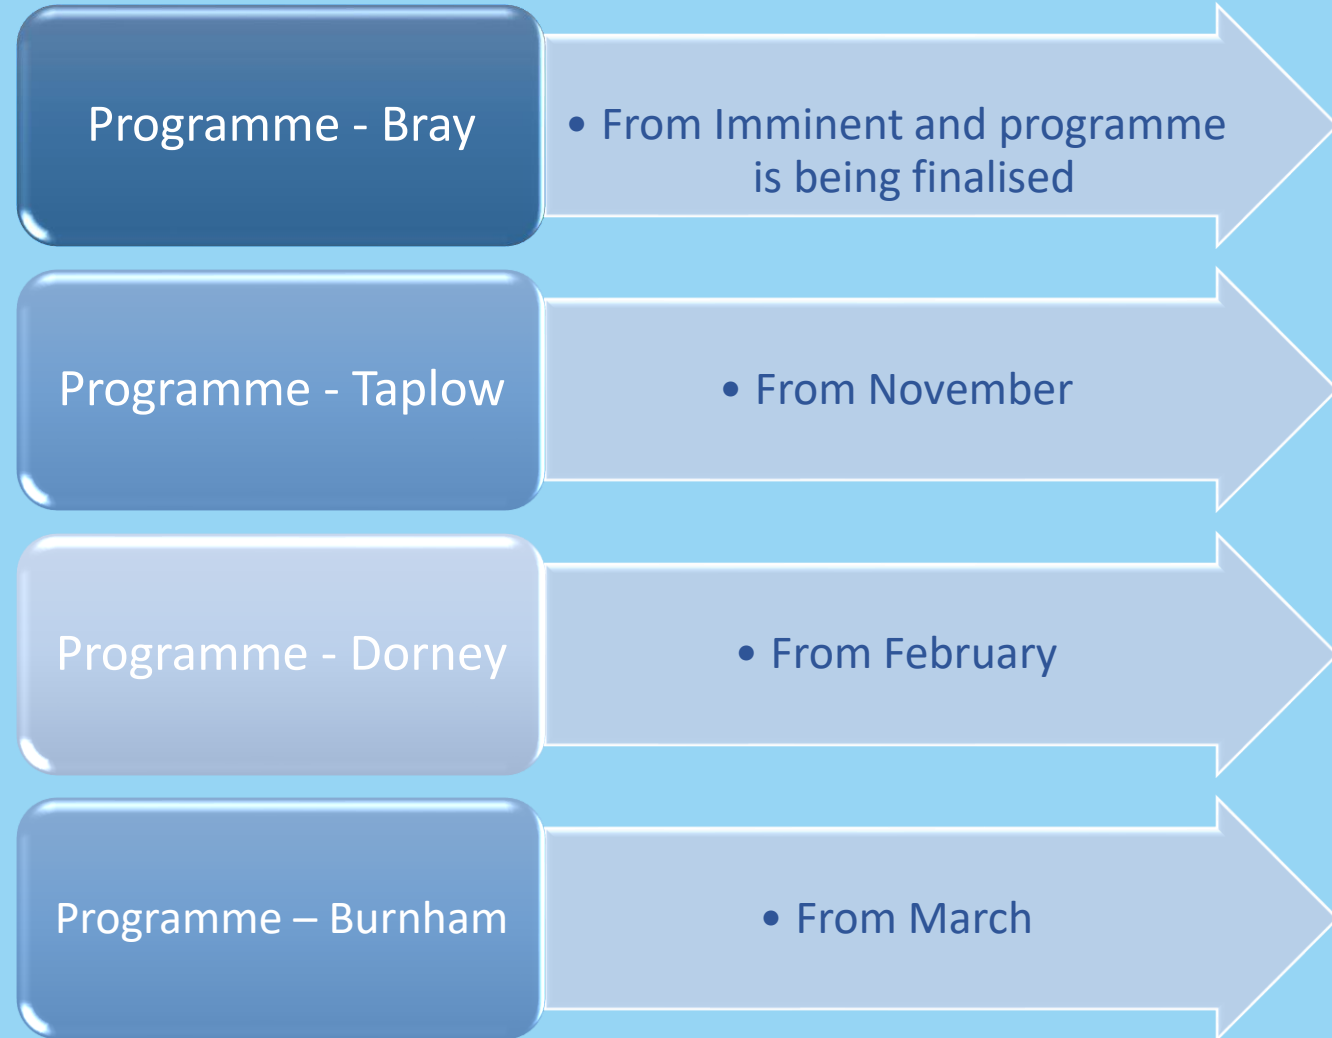 Programme - Bray
• From Imminent and programme
is being finalised
Programme - Taplow
• From November
Programme - Dorney
• From February
Programme – Burnham
• From March